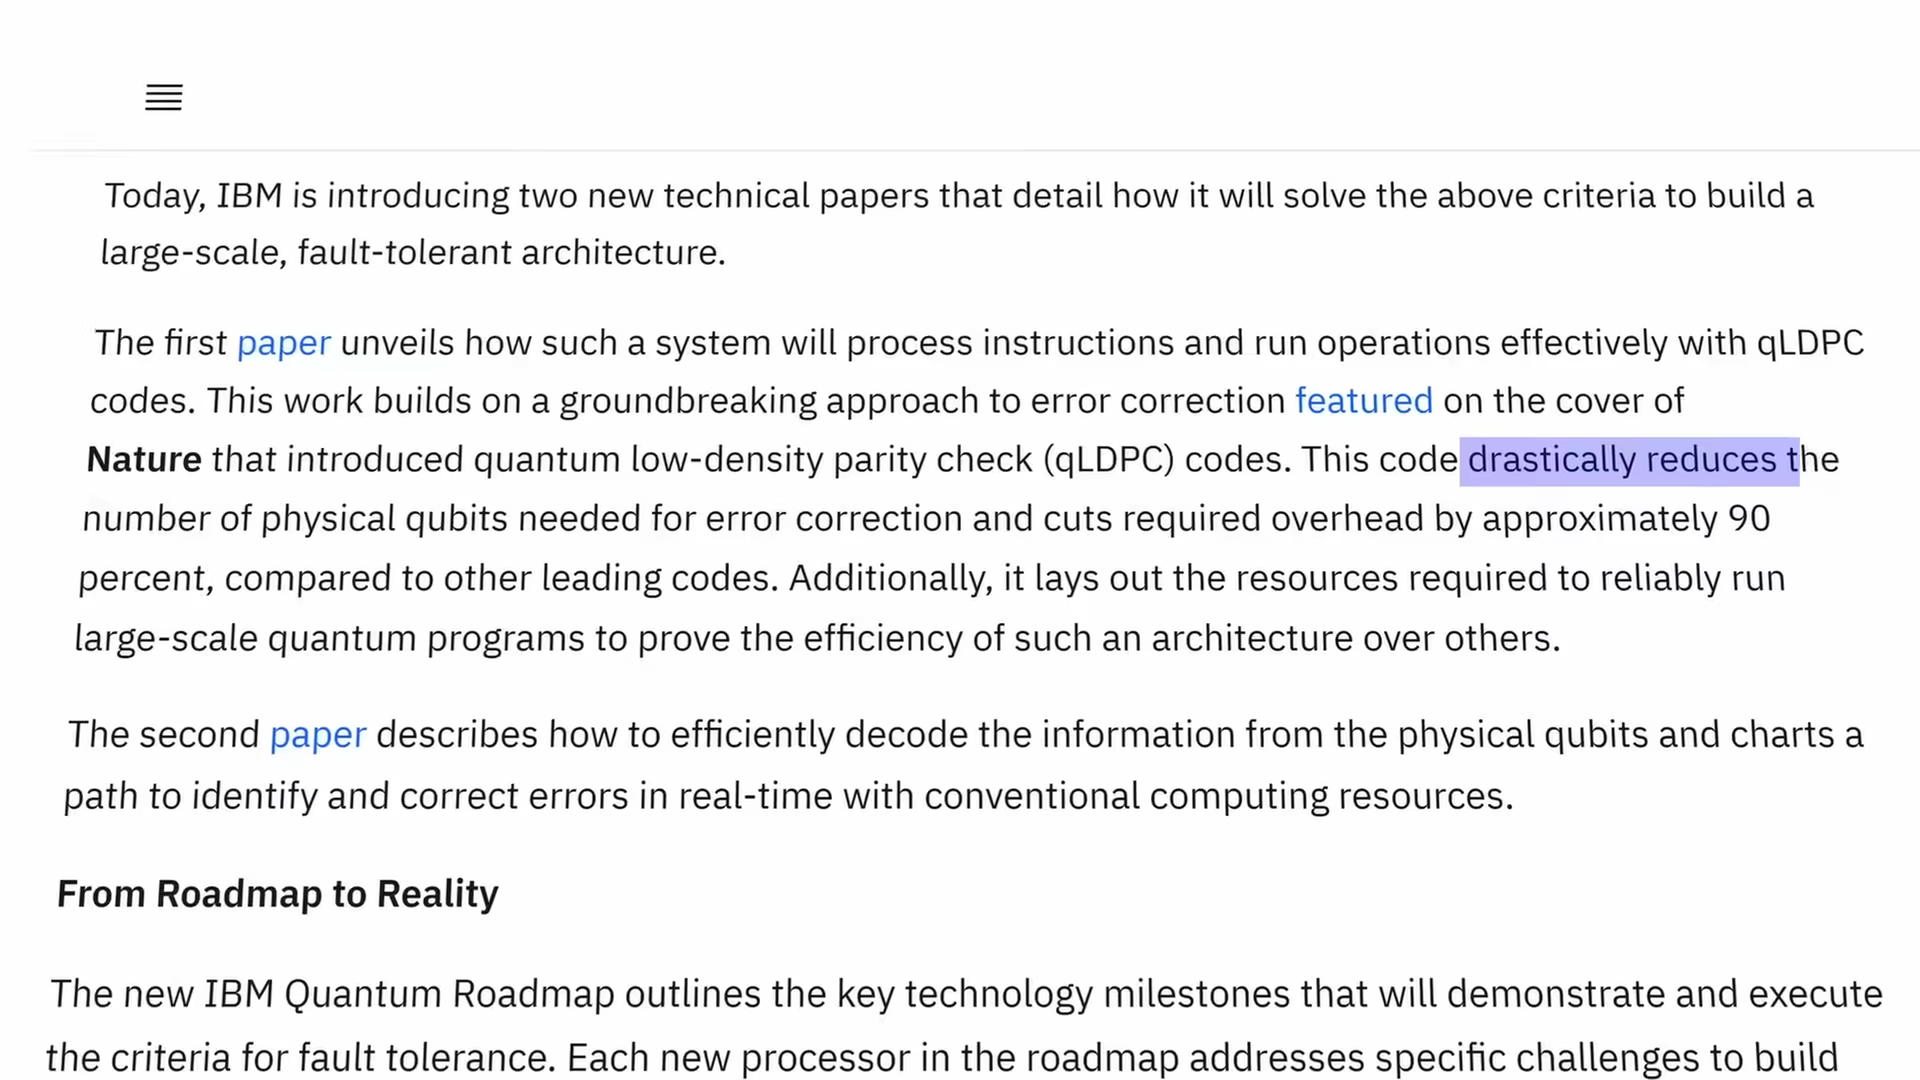 Today, IBM is introducing two new technical papers that detail how it will solve the above criteria to build a
large-scale, fault-tolerant architecture.
The first paper unveils how such a system will process instructions and run operations effectively with qLDPC
codes. This work builds on a groundbreaking approach to error correction featured on the cover of
Nature that introduced quantum low-density parity check (qLDPC) codes. This code drastically reduces the
number of physical qubits needed for error correction and cuts required overhead by approximately 90
percent, compared to other leading codes. Additionally, it lays out the resources required to reliably run
large-scale quantum programs to prove the efficiency of such an architecture over others.
The second paper describes how to efficiently decode the information from the physical qubits and charts a
path to identify and correct errors in real-time with conventional computing resources.
From Roadmap to Reality
The new IBM Quantum Roadmap outlines the key technology milestones that will demonstrate and execute
the criteria for fault tolerance. Each new processor in the roadmap addresses specific challenges to build